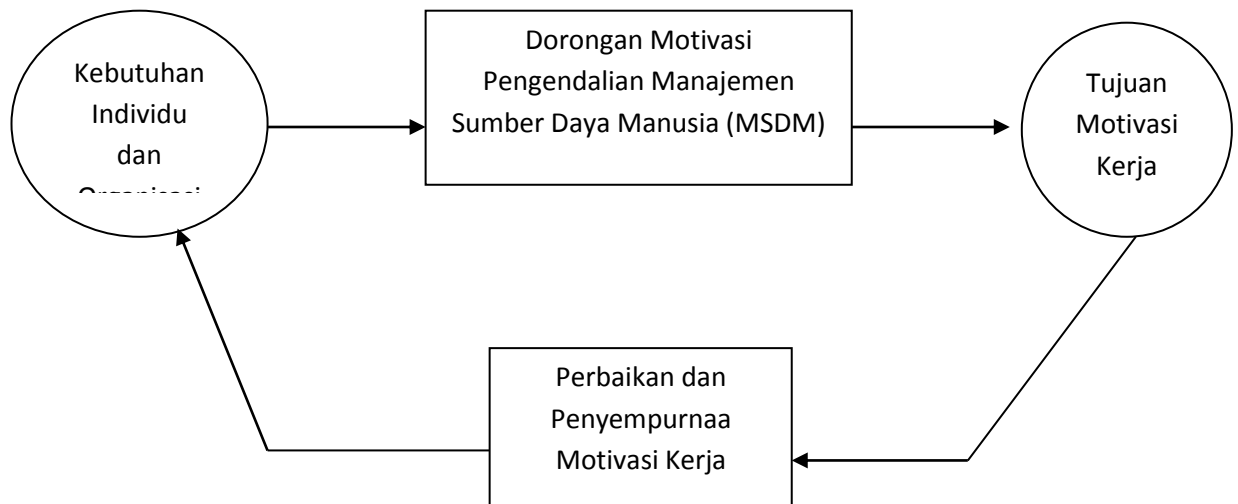 Kebutuhan
Individu
dan
Dorongan Motivasi
Pengendalian Manajemen
Sumber Daya Manusia (MSDM)
Tujuan
Motivasi
Kerja
Perbaikan dan
Penyempurnaa
Motivasi Kerja